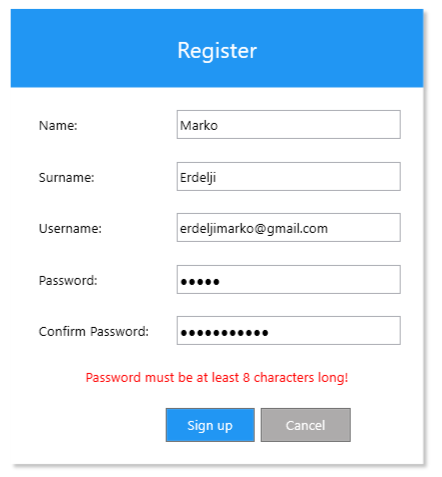 Register
Name: Marko
Surname: Erdelji
Username: erdeljimarko@gmail.com
Password: ●●●●●
Confirm Password: ●●●●●●●●●●●
Password must be at least 8 characters long!
Sign up Cancel